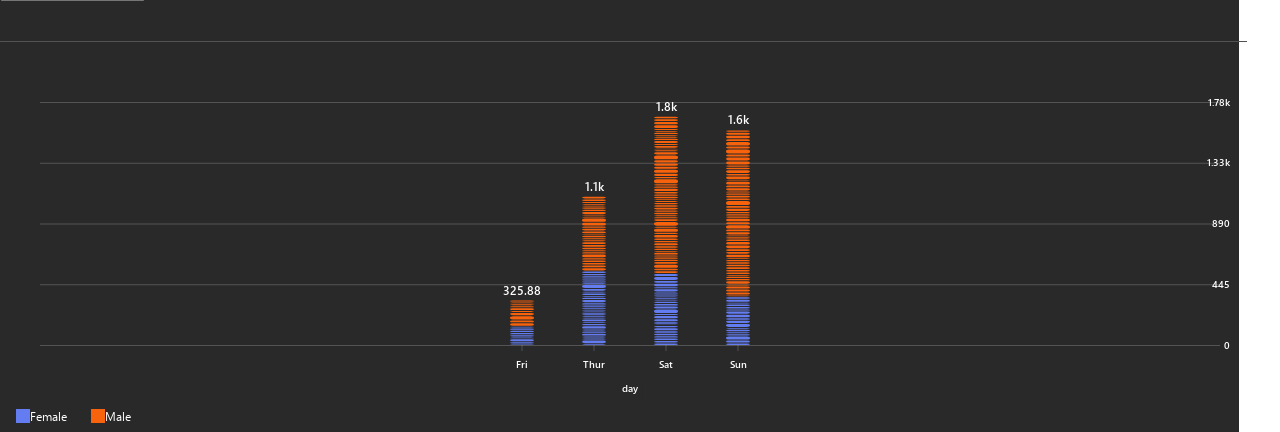 1.78k
1.8k
1.6k
1.33k
1.1k
890
325.88
445
0
Fri Thur Sat Sun
day
Female Male